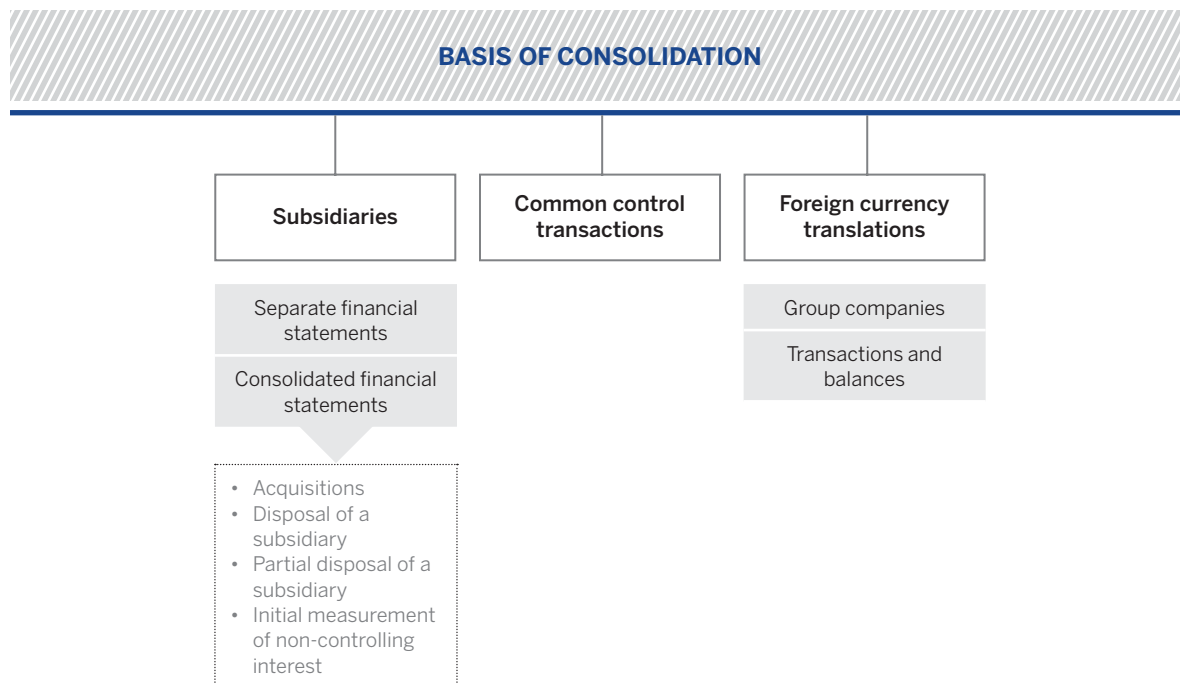 BASIS OF CONSOLIDATION
Subsidiaries
Separate financial
statements
Consolidated financial
statements
• Acquisitions
• Disposal of a
subsidiary
• Partial disposal of a
subsidiary
• Initial measurement
of non-controlling
interest
Common control
transactions
Foreign currency
translations
Group companies
Transactions and
balances